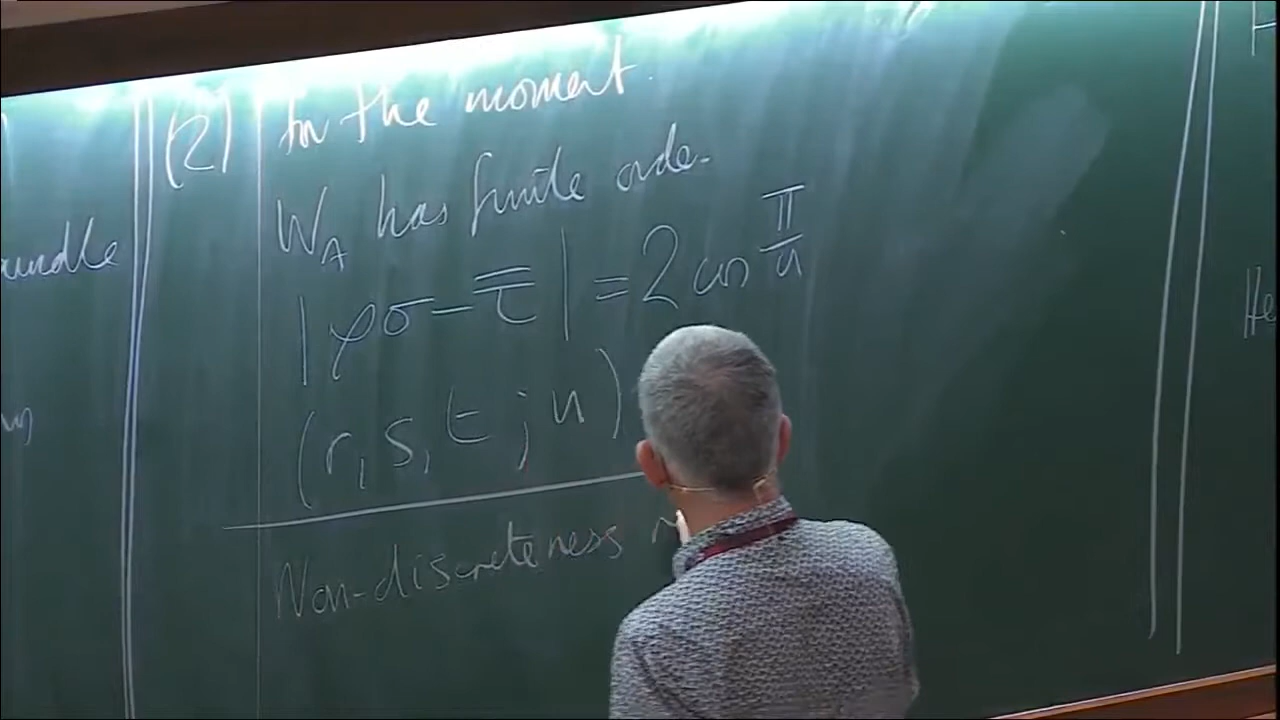 (2) for the moment.
W_A has finite order.
|ρσ-τ̿| = 2 cos π/n
(r, s, t ; n)
Non-discreteness